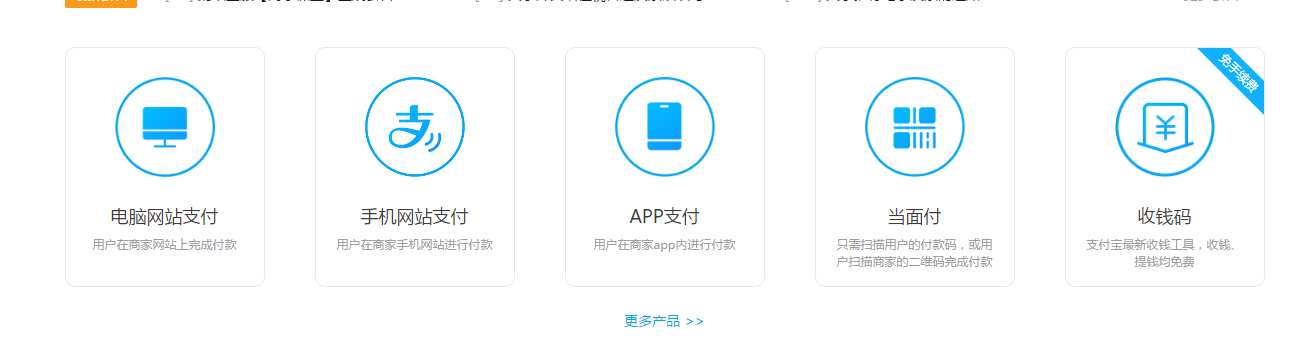 免手续费
电脑网站支付
用户在商家网站上完成付款
手机网站支付
用户在商家手机网站进行付款
APP支付
用户在商家app内进行付款
当面付
只需扫描用户的付款码，或用
户扫描商家的二维码完成付款
收钱码
支付宝最新收钱工具，收钱、
提钱均免费
更多产品 >>